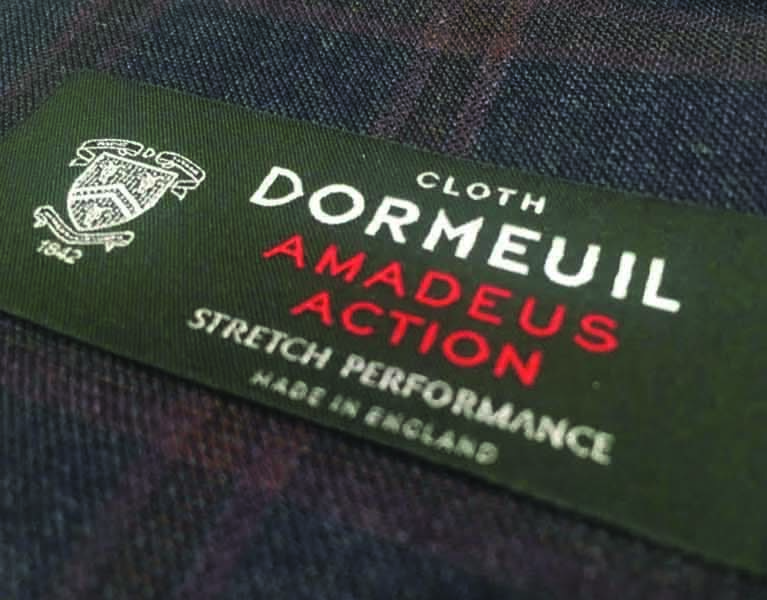 D
1842
CLOTH
DORMEUIL
AMADEUS
ACTION
STRETCH PERFORMANCE
MADE IN ENGLAND